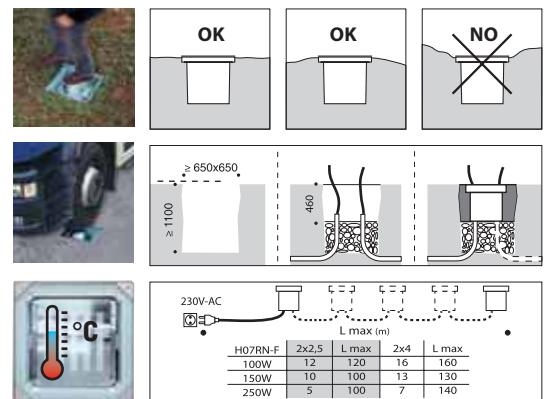 OK
OK
NO
≥ 650x650
≥ 1100
460
°C
230V-AC
L max (m)
H07RN-F 2x2,5 L max 2x4 L max
100W 12 120 16 160
150W 10 100 13 130
250W 5 100 7 140